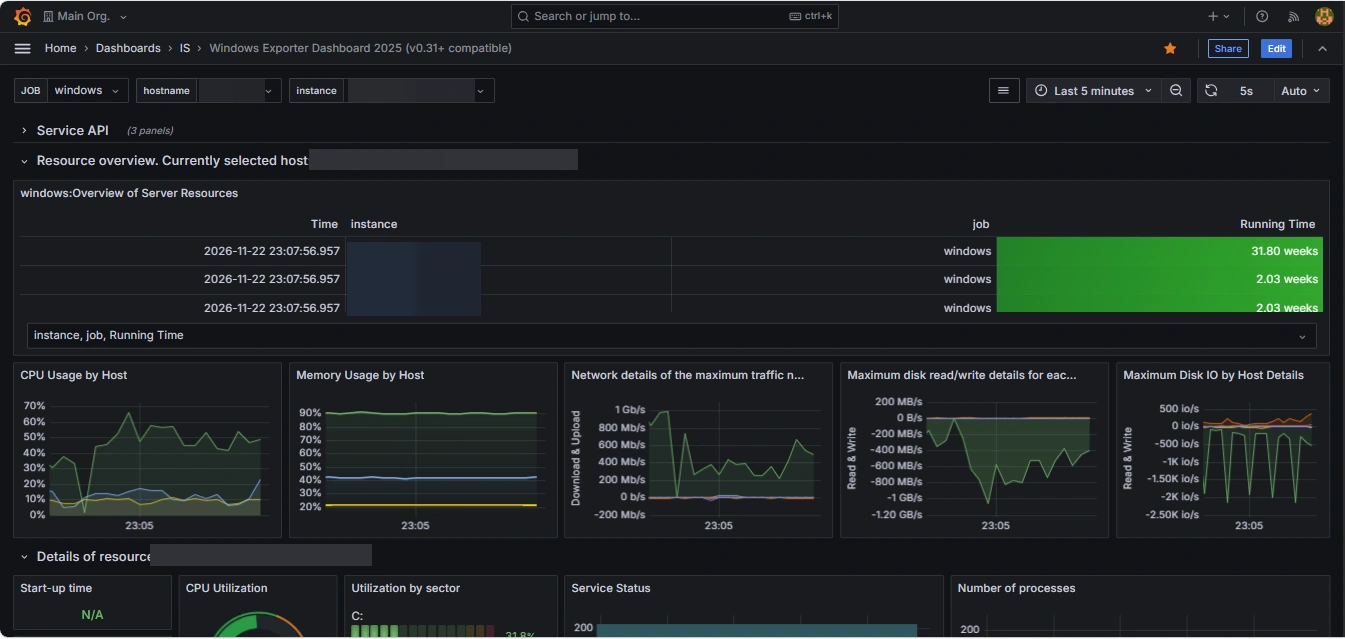 Main Org.
Search or jump to...
ctrl+k
Home › Dashboards › IS › Windows Exporter Dashboard 2025 (v0.31+ compatible)
Share
Edit
JOB windows
hostname
instance
Last 5 minutes
5s
Auto
Service API (3 panels)
Resource overview. Currently selected host
windows:Overview of Server Resources
Time instance job Running Time
2026-11-22 23:07:56.957 windows 31.80 weeks
2026-11-22 23:07:56.957 windows 2.03 weeks
2026-11-22 23:07:56.957 windows 2.03 weeks
instance, job, Running Time
CPU Usage by Host
70%
60%
50%
40%
30%
20%
10%
0%
23:05
Memory Usage by Host
90%
80%
70%
60%
50%
40%
30%
20%
23:05
Network details of the maximum traffic n...
Download & Upload
1 Gb/s
800 Mb/s
600 Mb/s
400 Mb/s
200 Mb/s
0 b/s
-200 Mb/s
23:05
Maximum disk read/write details for eac...
Read & Write
200 MB/s
0 B/s
-200 MB/s
-400 MB/s
-600 MB/s
-800 MB/s
-1 GB/s
-1.20 GB/s
23:05
Maximum Disk IO by Host Details
Read & Write
500 io/s
0 io/s
-500 io/s
-1K io/s
-1.50K io/s
-2K io/s
-2.50K io/s
23:05
Details of resource
Start-up time
N/A
CPU Utilization
Utilization by sector
C:
31.8%
Service Status
200
Number of processes
200